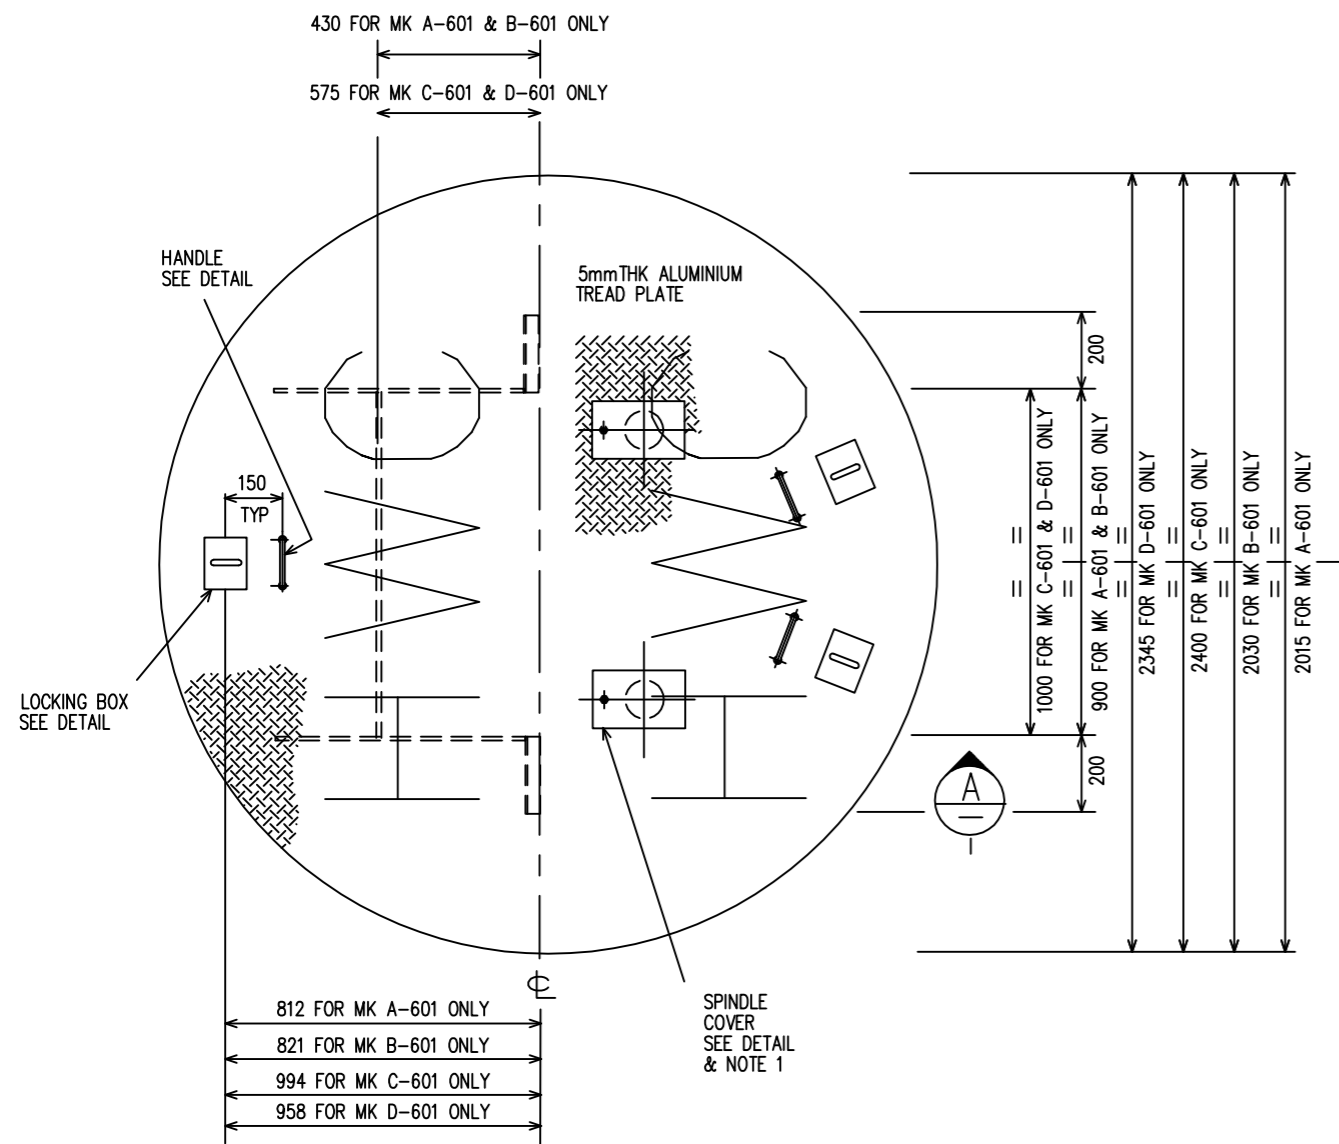 430 FOR MK A-601 & B-601 ONLY
575 FOR MK C-601 & D-601 ONLY
HANDLE
SEE DETAIL
5mmTHK ALUMINIUM
TREAD PLATE
200
150
TYP
1000 FOR MK C-601 & D-601 ONLY
900 FOR MK A-601 & B-601 ONLY
2345 FOR MK D-601 ONLY
2400 FOR MK C-601 ONLY
2030 FOR MK B-601 ONLY
2015 FOR MK A-601 ONLY
=
=
=
=
=
=
=
=
=
=
=
=
LOCKING BOX
SEE DETAIL
200
A
CL
SPINDLE
COVER
SEE DETAIL
& NOTE 1
812 FOR MK A-601 ONLY
821 FOR MK B-601 ONLY
994 FOR MK C-601 ONLY
958 FOR MK D-601 ONLY